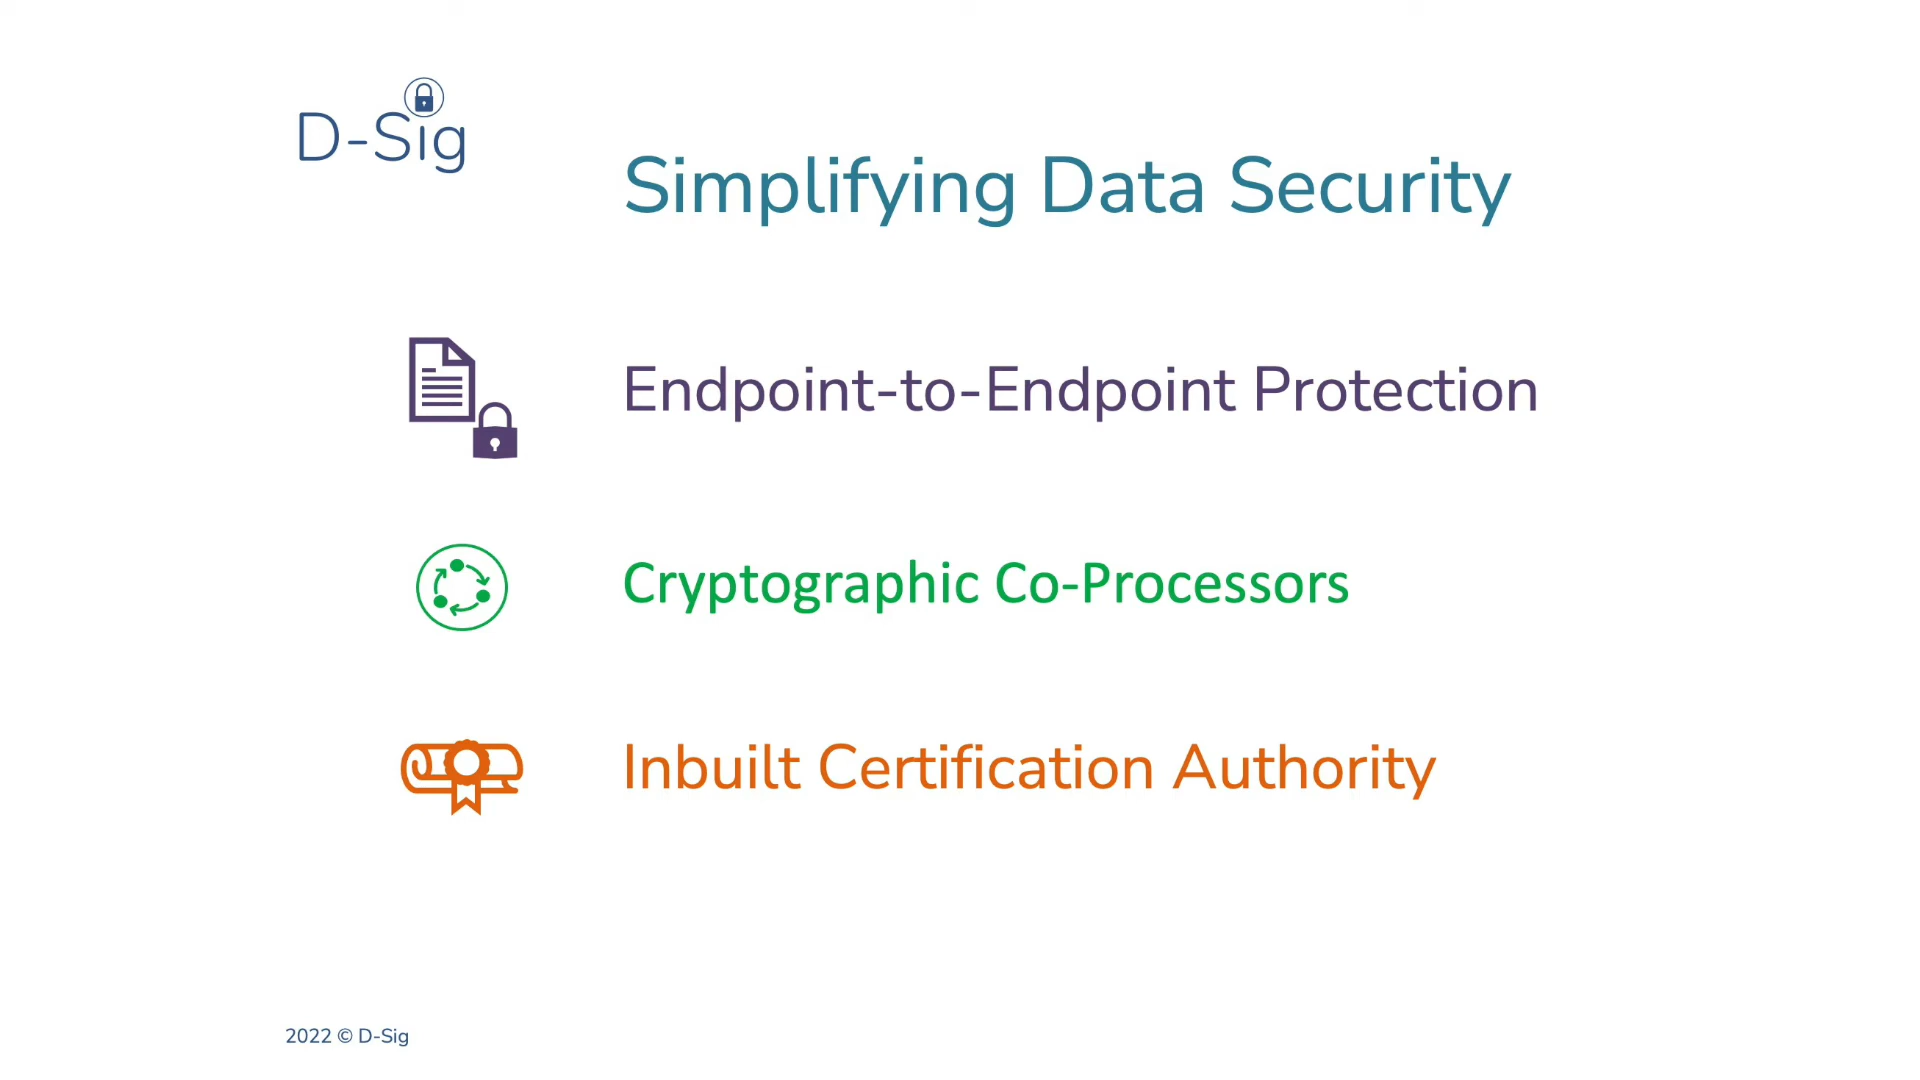 D-Sig
Simplifying Data Security
Endpoint-to-Endpoint Protection
Cryptographic Co-Processors
Inbuilt Certification Authority
2022 © D-Sig